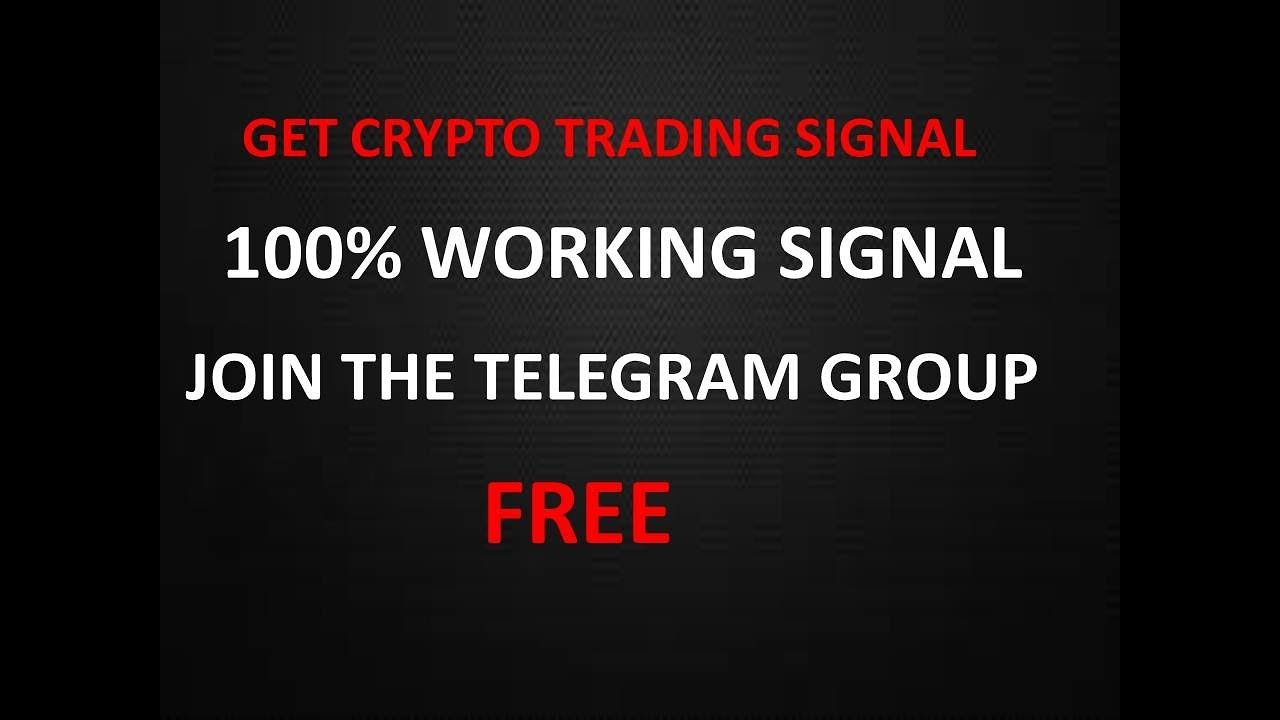 GET CRYPTO TRADING SIGNAL
100% WORKING SIGNAL
JOIN THE TELEGRAM GROUP
FREE